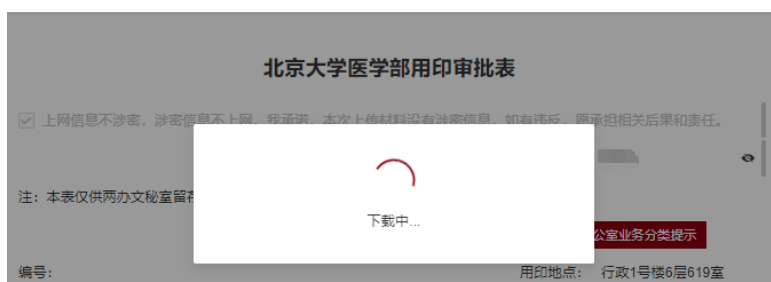 北京大学医学部用印审批表
上网信息不涉密，涉密信息不上网。我承诺，本次上传材料没有涉密信息，如有违反，愿承担相关后果和责任。
注：本表仅供两办文秘室留存
下载中...
公室业务分类提示
编号：
用印地点： 行政1号楼6层619室